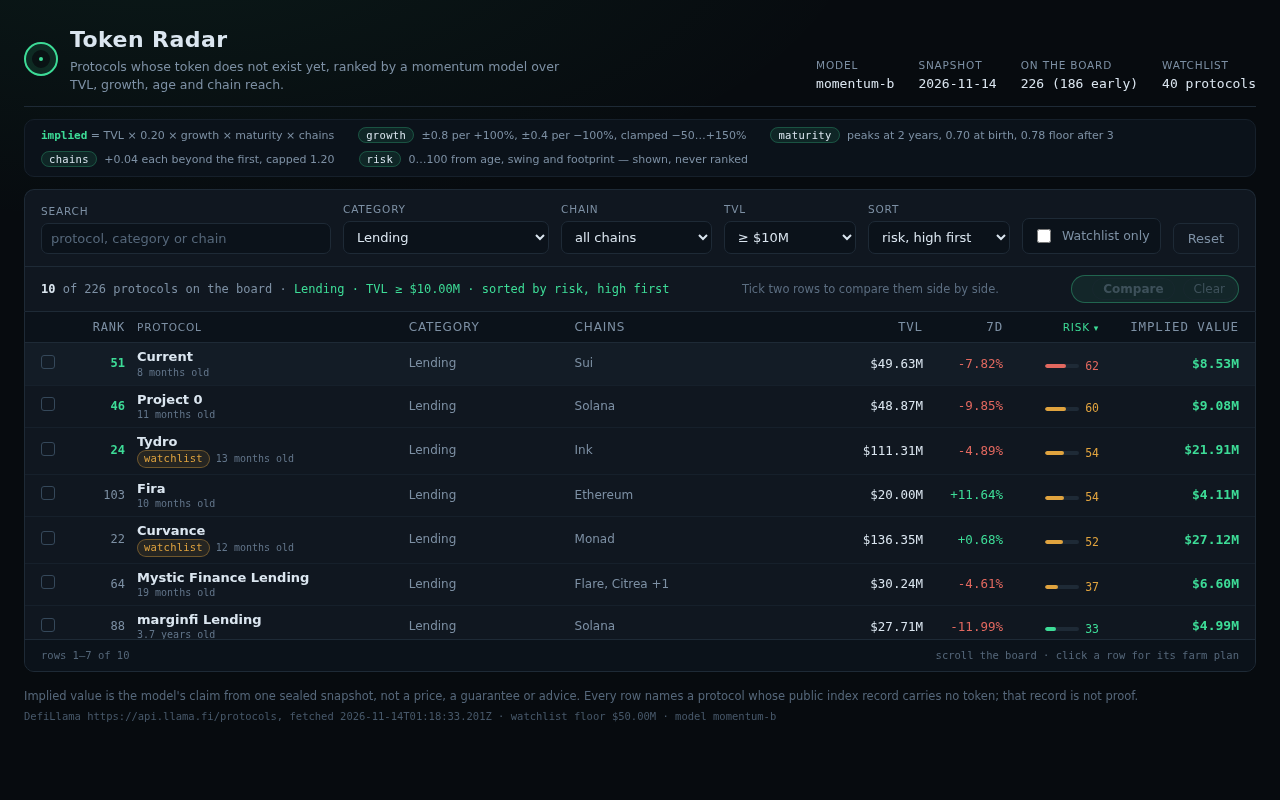 Token Radar
Protocols whose token does not exist yet, ranked by a momentum model over
TVL, growth, age and chain reach.
MODEL SNAPSHOT ON THE BOARD WATCHLIST
momentum-b 2026-11-14 226 (186 early) 40 protocols
implied = TVL × 0.20 × growth × maturity × chains growth ±0.8 per +100%, ±0.4 per −100%, clamped −50…+150% maturity peaks at 2 years, 0.70 at birth, 0.78 floor after 3
chains +0.04 each beyond the first, capped 1.20 risk 0…100 from age, swing and footprint — shown, never ranked
SEARCH CATEGORY CHAIN TVL SORT
protocol, category or chain Lending all chains ≥ $10M risk, high first Watchlist only Reset
10 of 226 protocols on the board · Lending · TVL ≥ $10.00M · sorted by risk, high first Tick two rows to compare them side by side. Compare Clear
RANK PROTOCOL CATEGORY CHAINS TVL 7D RISK ▾ IMPLIED VALUE
51 Current Lending Sui $49.63M -7.82% 62 $8.53M
8 months old
46 Project 0 Lending Solana $48.87M -9.85% 60 $9.08M
11 months old
24 Tydro Lending Ink $111.31M -4.89% 54 $21.91M
watchlist 13 months old
103 Fira Lending Ethereum $20.00M +11.64% 54 $4.11M
10 months old
22 Curvance Lending Monad $136.35M +0.68% 52 $27.12M
watchlist 12 months old
64 Mystic Finance Lending Lending Flare, Citrea +1 $30.24M -4.61% 37 $6.60M
19 months old
88 marginfi Lending Lending Solana $27.71M -11.99% 33 $4.99M
3.7 years old
rows 1–7 of 10 scroll the board · click a row for its farm plan
Implied value is the model's claim from one sealed snapshot, not a price, a guarantee or advice. Every row names a protocol whose public index record carries no token; that record is not proof.
DefiLlama https://api.llama.fi/protocols, fetched 2026-11-14T01:18:33.201Z · watchlist floor $50.00M · model momentum-b